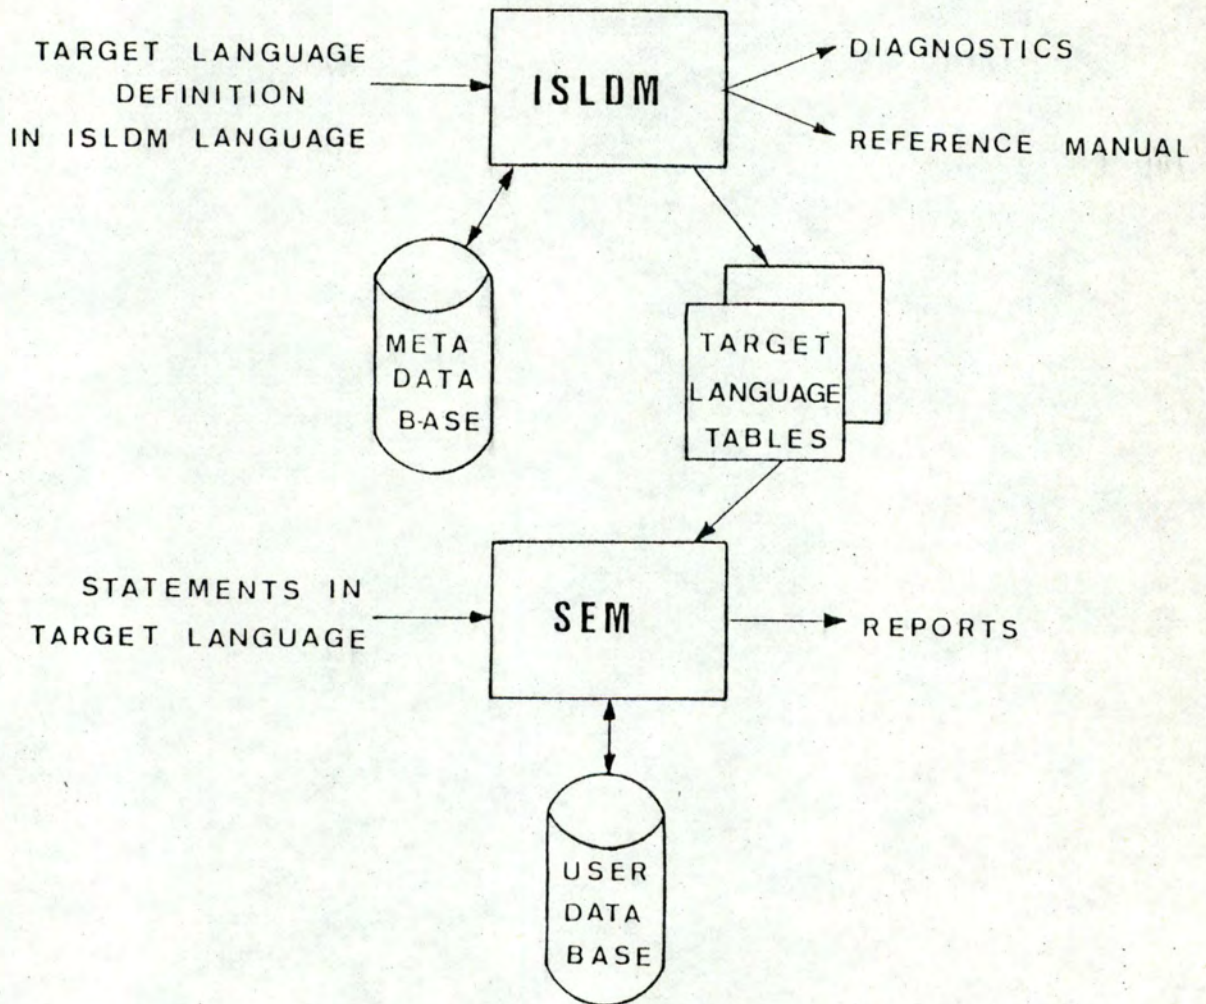 TARGET LANGUAGE
DEFINITION
IN ISLDM LANGUAGE
ISLDM
DIAGNOSTICS
REFERENCE MANUAL
META
DATA
BASE
TARGET
LANGUAGE
TABLES
STATEMENTS IN
TARGET LANGUAGE
SEM
REPORTS
USER
DATA
BASE